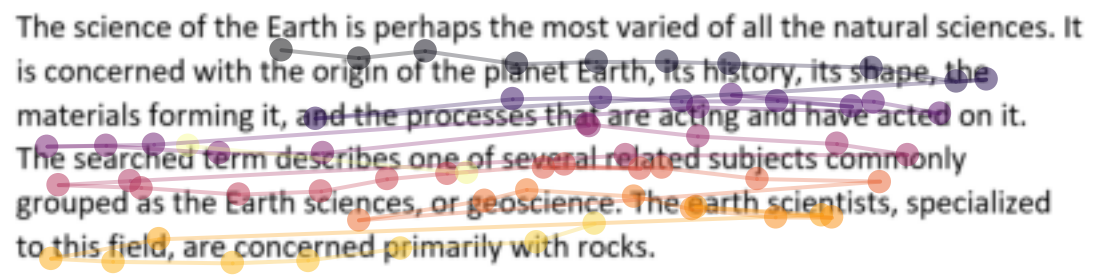 The science of the Earth is perhaps the most varied of all the natural sciences. It
is concerned with the origin of the planet Earth, its history, its shape, the
materials forming it, and the processes that are acting and have acted on it.
The searched term describes one of several related subjects commonly
grouped as the Earth sciences, or geoscience. The earth scientists, specialized
to this field, are concerned primarily with rocks.